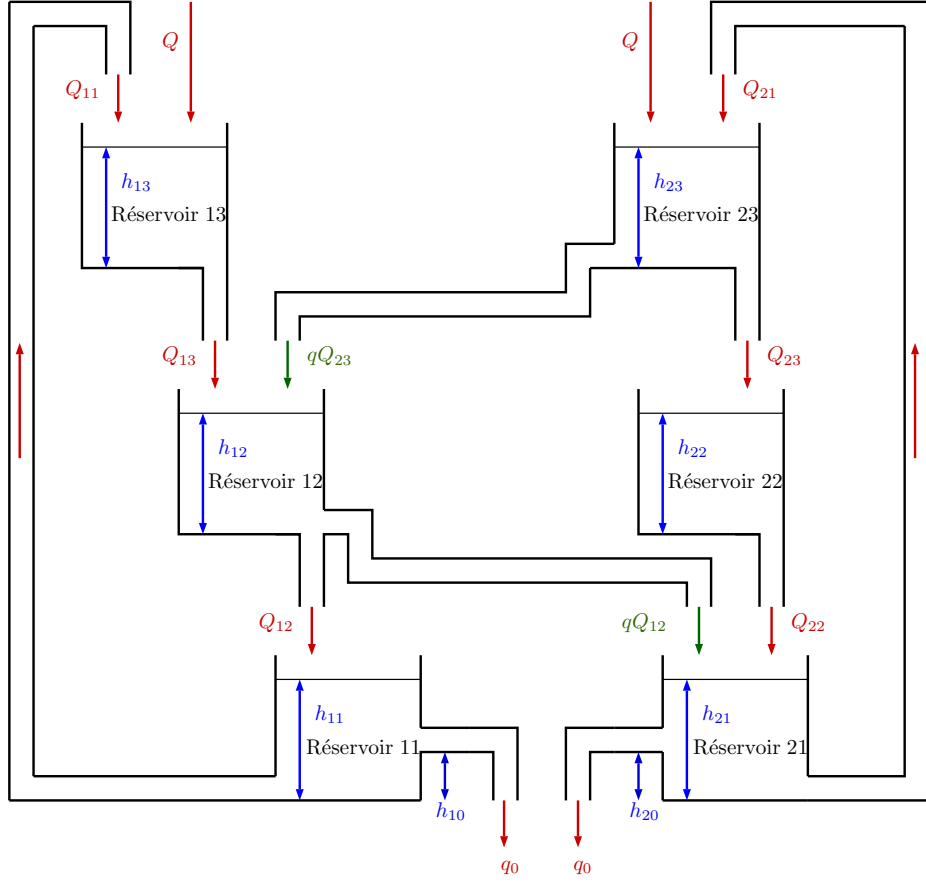 Q Q
Q₁₁ Q₂₁
h₁₃ h₂₃
Réservoir 13 Réservoir 23
Q₁₃ qQ₂₃ Q₂₃
h₁₂ h₂₂
Réservoir 12 Réservoir 22
Q₁₂ qQ₁₂ Q₂₂
h₁₁ h₂₁
Réservoir 11 Réservoir 21
h₁₀ h₂₀
q₀ q₀